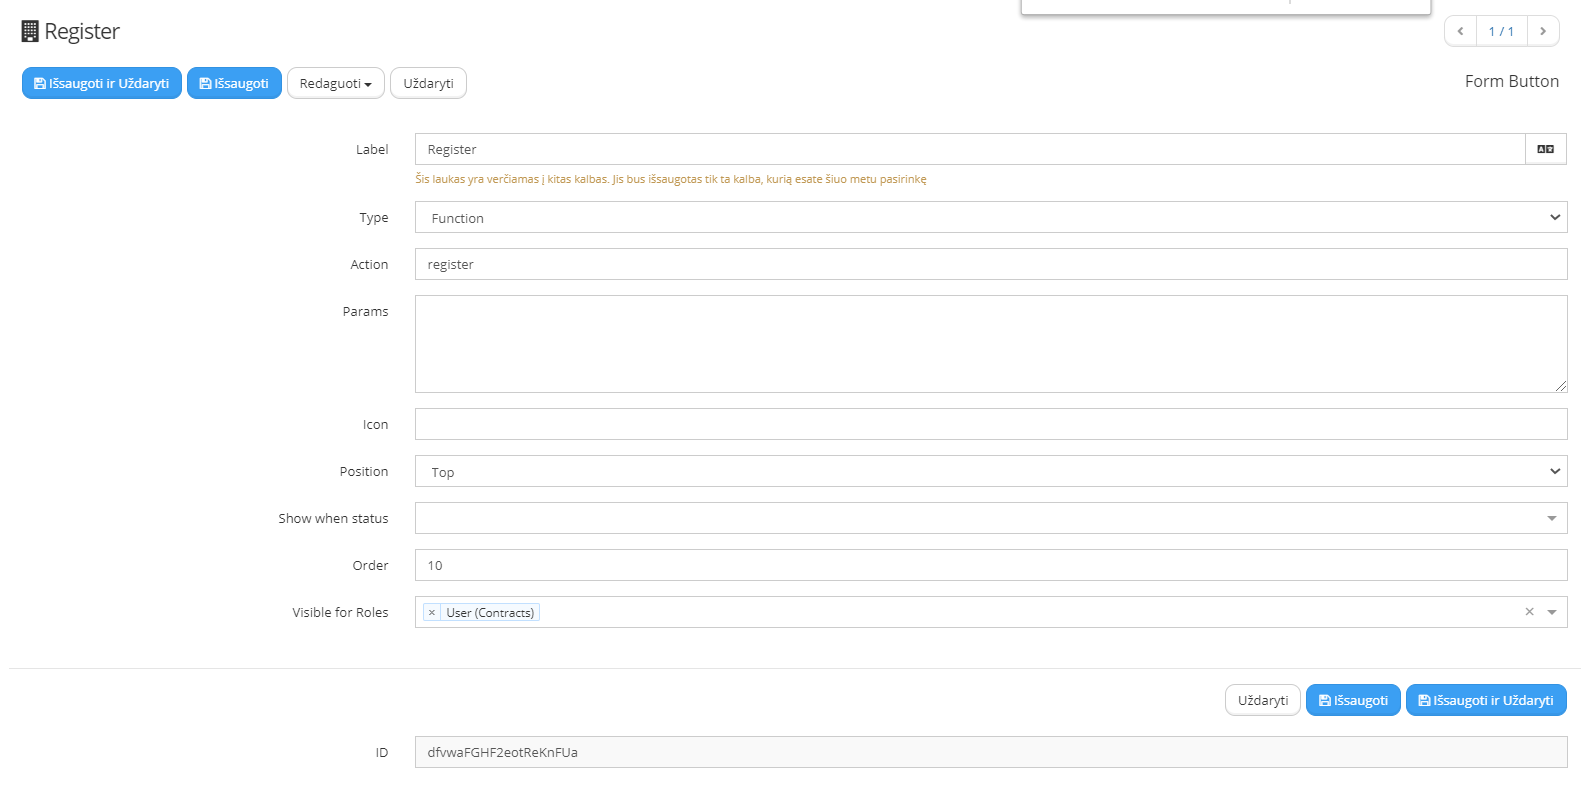 Register
1 / 1
Išsaugoti ir Uždaryti
Išsaugoti
Redaguoti
Uždaryti
Form Button
Label
Register
Šis laukas yra verčiamas į kitas kalbas. Jis bus išsaugotas tik ta kalba, kurią esate šiuo metu pasirinkę
Type
Function
Action
register
Params
Icon
Position
Top
Show when status
Order
10
Visible for Roles
× User (Contracts)
Uždaryti
Išsaugoti
Išsaugoti ir Uždaryti
ID
dfvwaFGHF2eotReKnFUa